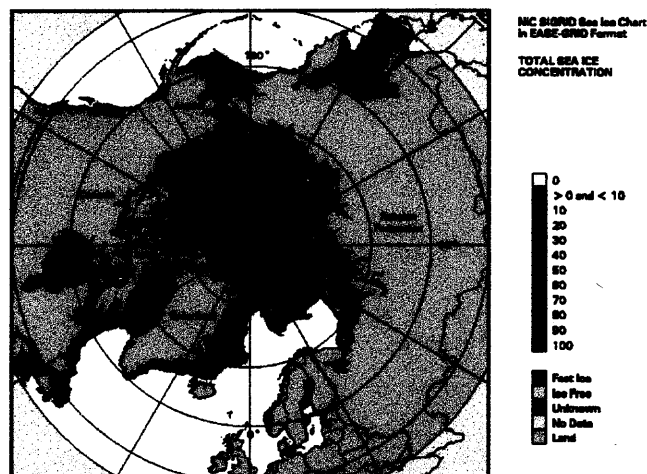 NIC SIGRID Sea Ice Chart
in EASE-GRID Format
TOTAL SEA ICE
CONCENTRATION
180°
0
> 0 and < 10
10
20
30
40
50
60
70
80
90
100
Fast Ice
Ice Free
Unknown
No Data
Land